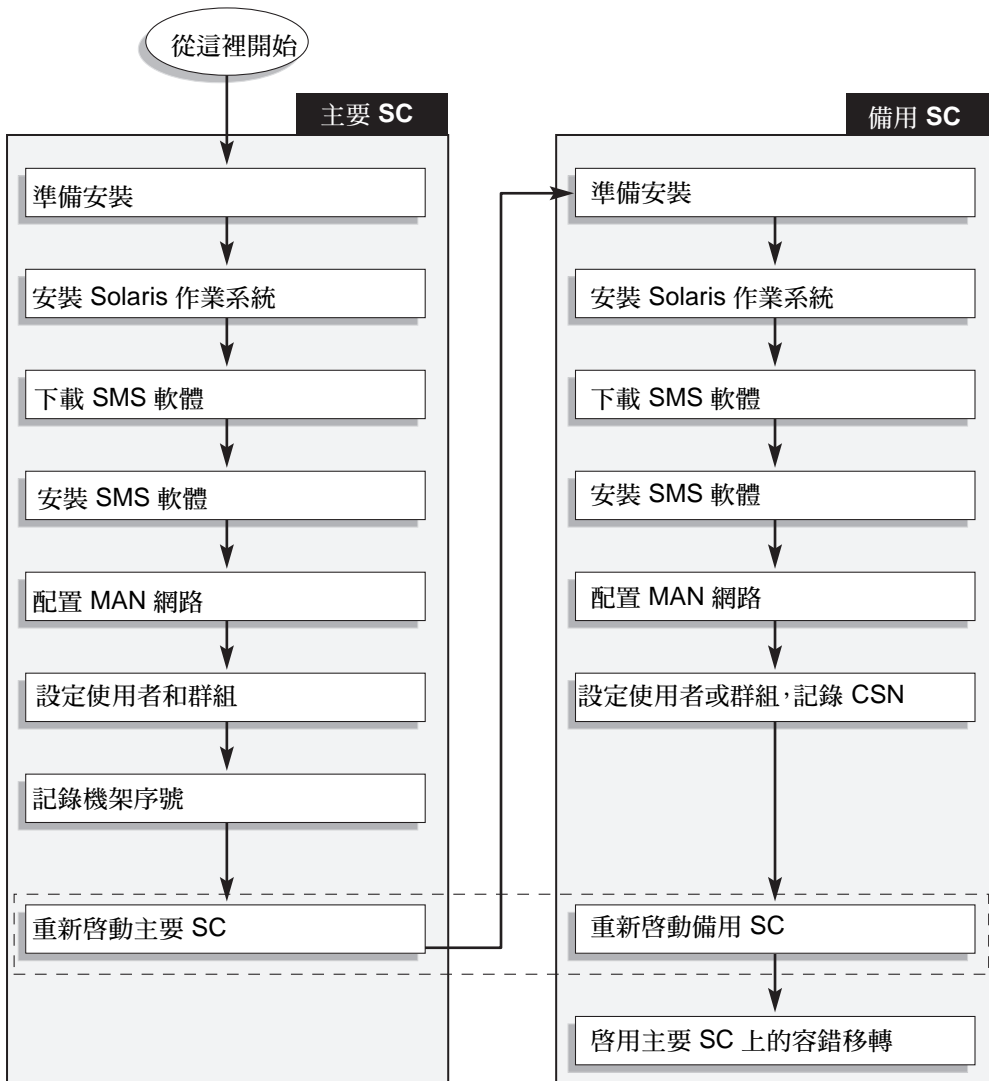 從這裡開始
主要 SC
準備安裝
安裝 Solaris 作業系統
下載 SMS 軟體
安裝 SMS 軟體
配置 MAN 網路
設定使用者和群組
記錄機架序號
重新啓動主要 SC
備用 SC
準備安裝
安裝 Solaris 作業系統
下載 SMS 軟體
安裝 SMS 軟體
配置 MAN 網路
設定使用者或群組，記錄 CSN
重新啓動備用 SC
啓用主要 SC 上的容錯移轉